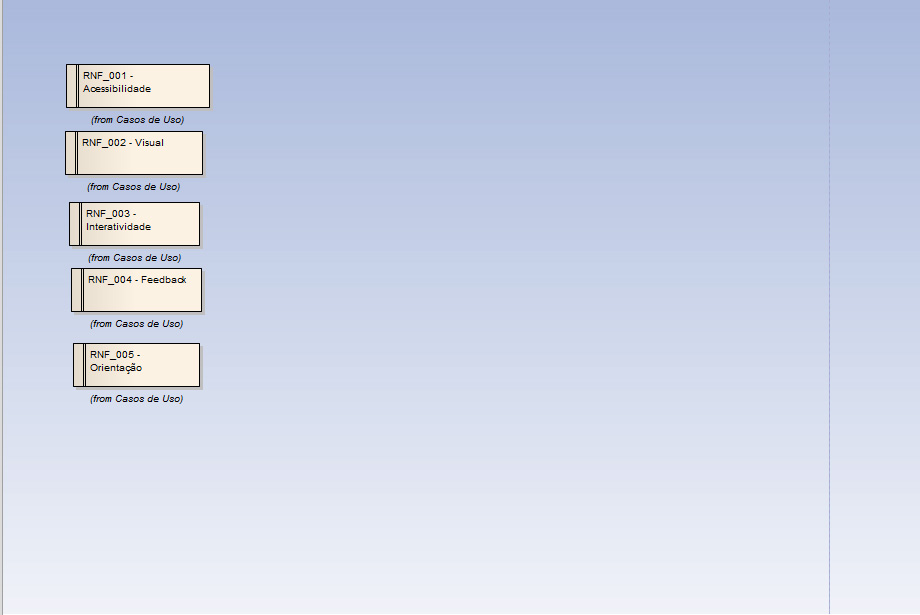 RNF_001 -
Acessibilidade
(from Casos de Uso)
RNF_002 - Visual
(from Casos de Uso)
RNF_003 -
Interatividade
(from Casos de Uso)
RNF_004 - Feedback
(from Casos de Uso)
RNF_005 -
Orientação
(from Casos de Uso)